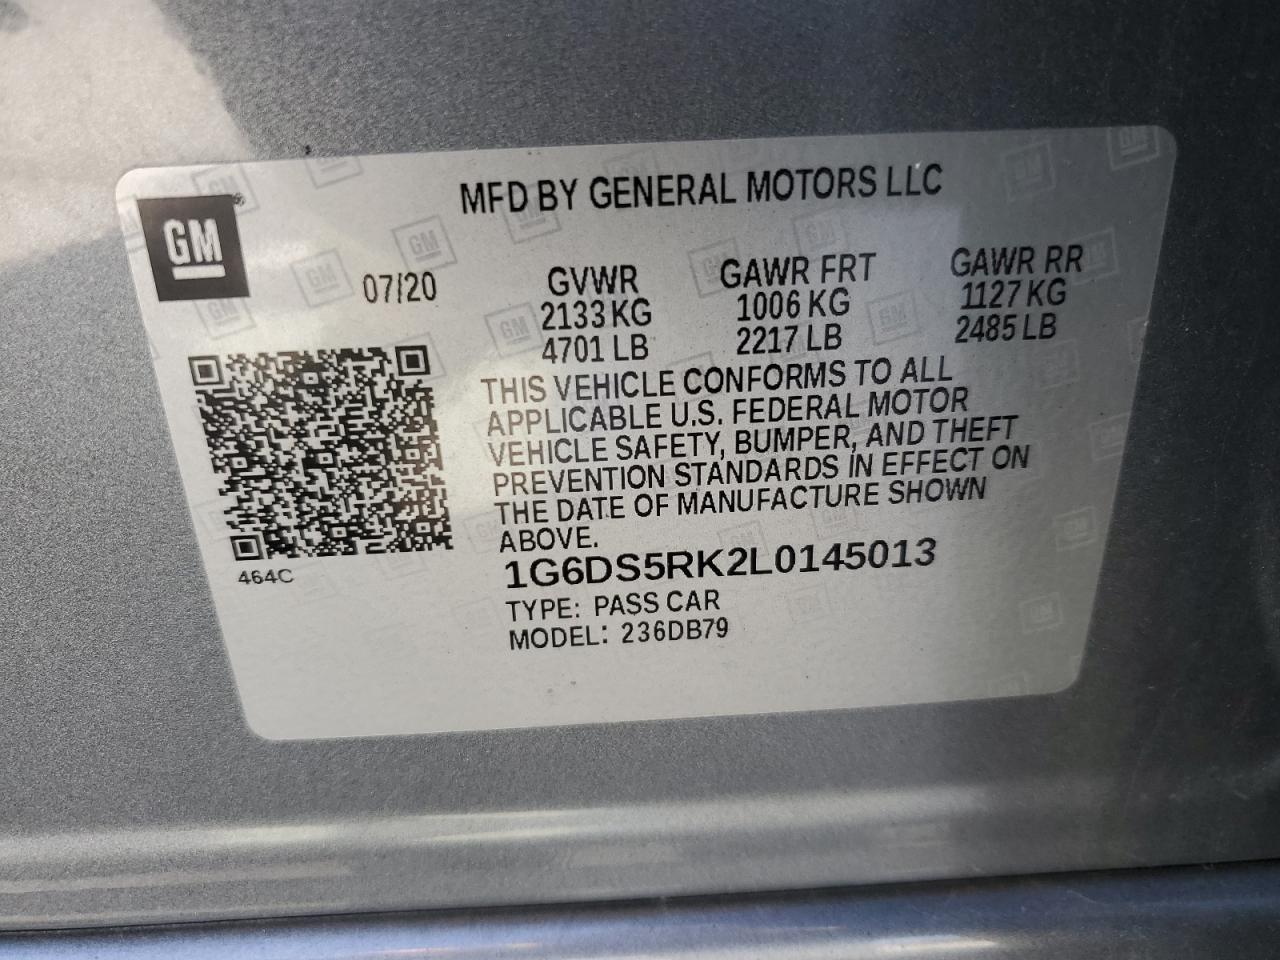 MFD BY GENERAL MOTORS LLC
GM®
07/20
GVWR GAWR FRT GAWR RR
2133 KG 1006 KG 1127 KG
4701 LB 2217 LB 2485 LB
THIS VEHICLE CONFORMS TO ALL
APPLICABLE U.S. FEDERAL MOTOR
VEHICLE SAFETY, BUMPER, AND THEFT
PREVENTION STANDARDS IN EFFECT ON
THE DATE OF MANUFACTURE SHOWN
ABOVE.
464C
1G6DS5RK2L0145013
TYPE: PASS CAR
MODEL: 236DB79